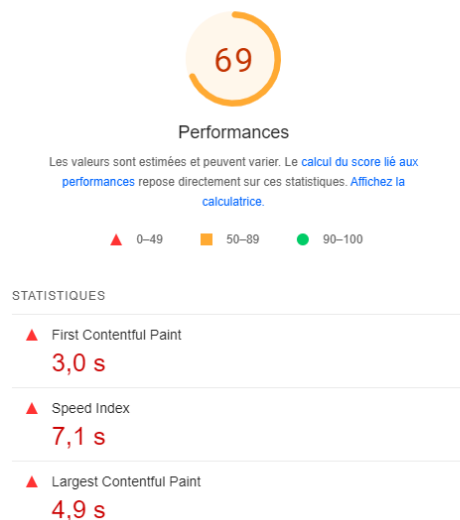 69
Performances
Les valeurs sont estimées et peuvent varier. Le calcul du score lié aux
performances repose directement sur ces statistiques. Affichez la
calculatrice.
0–49 50–89 90–100
STATISTIQUES
First Contentful Paint
3,0 s
Speed Index
7,1 s
Largest Contentful Paint
4,9 s